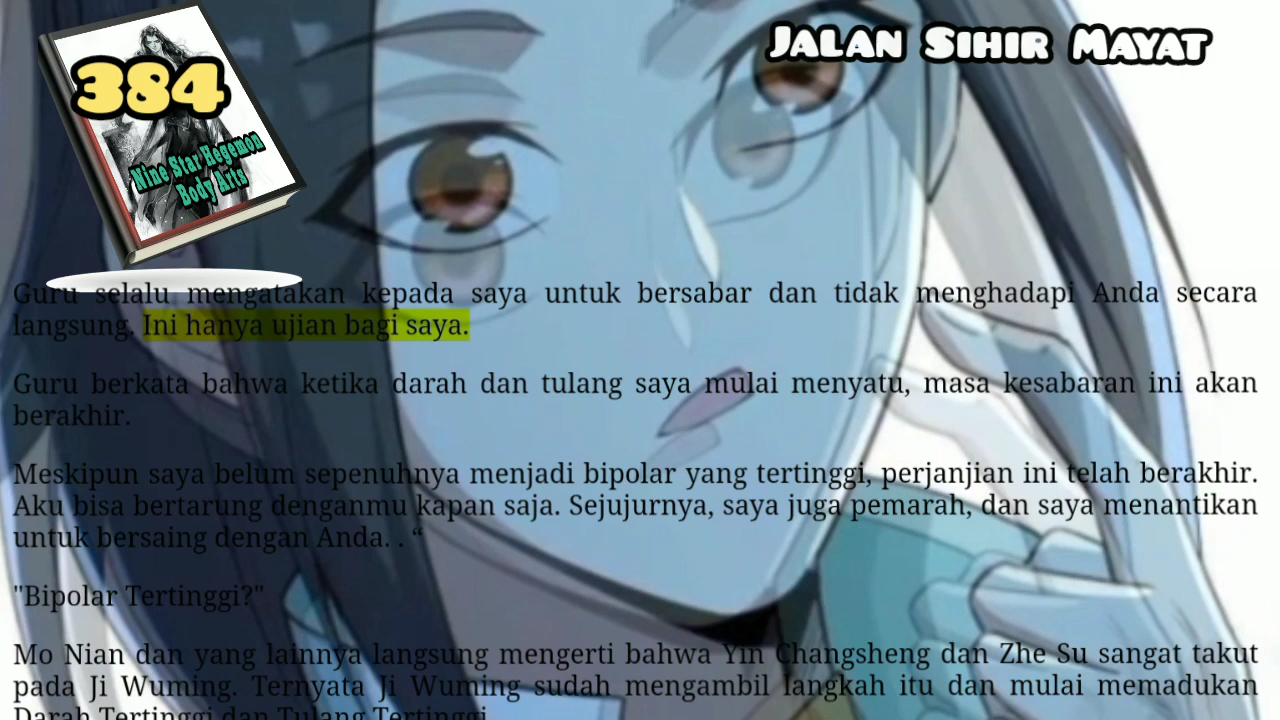 JALAN SIHIR MAYAT
384
Nine Star Hegemon
Body Arts
Guru selalu mengatakan kepada saya untuk bersabar dan tidak menghadapi Anda secara
langsung. Ini hanya ujian bagi saya.
Guru berkata bahwa ketika darah dan tulang saya mulai menyatu, masa kesabaran ini akan
berakhir.
Meskipun saya belum sepenuhnya menjadi bipolar yang tertinggi, perjanjian ini telah berakhir.
Aku bisa bertarung denganmu kapan saja. Sejujurnya, saya juga pemarah, dan saya menantikan
untuk bersaing dengan Anda. . “
"Bipolar Tertinggi?"
Mo Nian dan yang lainnya langsung mengerti bahwa Yin Changsheng dan Zhe Su sangat takut
pada Ji Wuming. Ternyata Ji Wuming sudah mengambil langkah itu dan mulai memadukan
Darah Tertinggi dan Tulang Tertinggi.